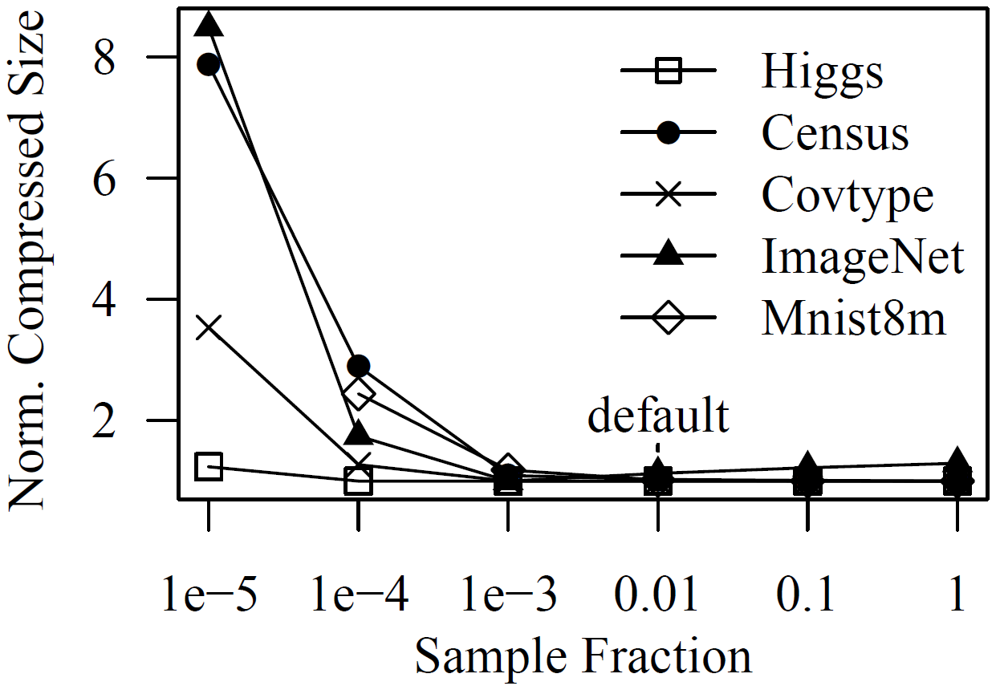 Norm. Compressed Size
8
6
4
2
Higgs
Census
Covtype
ImageNet
Mnist8m
default
1e−5 1e−4 1e−3 0.01 0.1 1
Sample Fraction